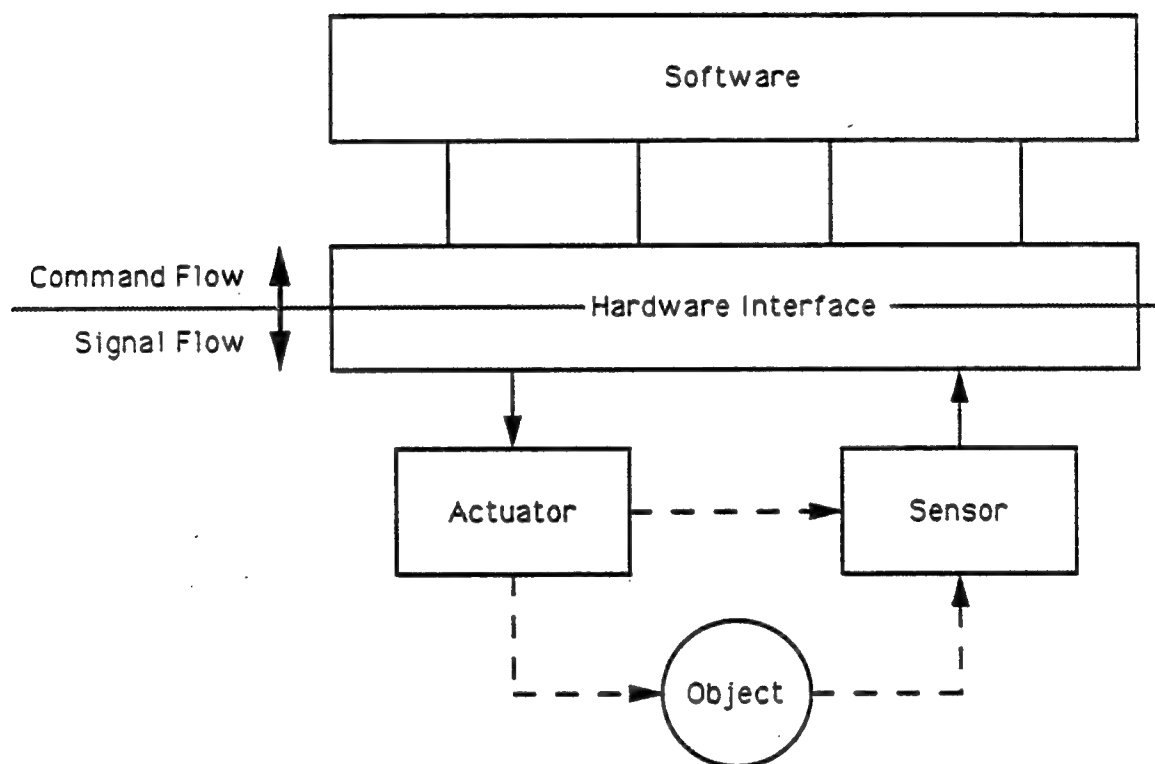 Software
Command Flow
Hardware Interface
Signal Flow
Actuator
Sensor
Object